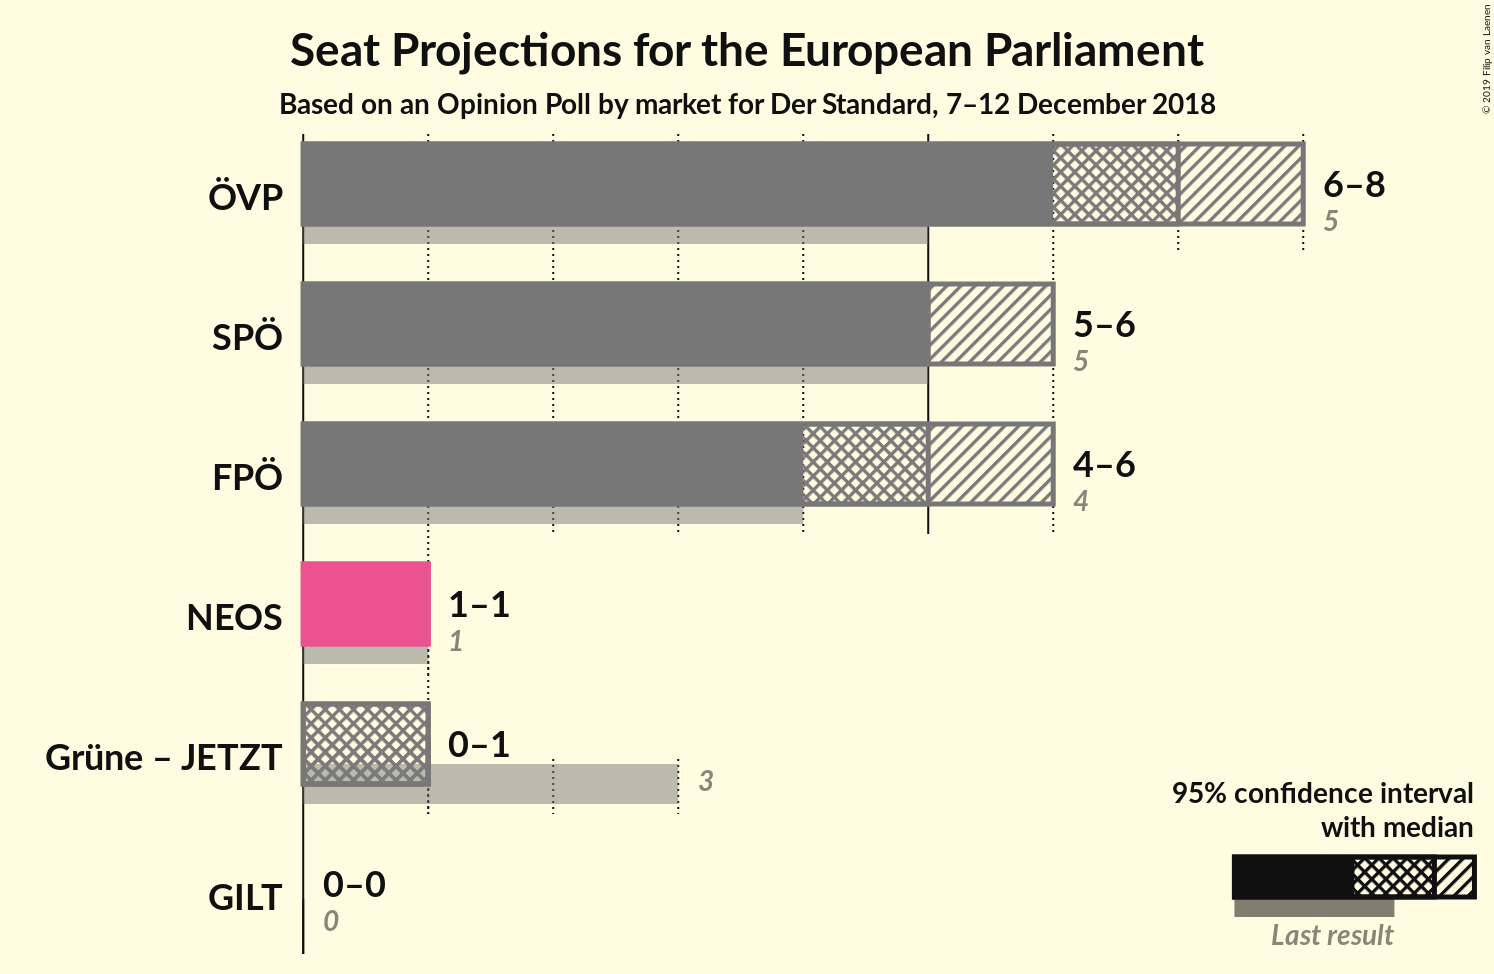 Seat Projections for the European Parliament
Based on an Opinion Poll by market for Der Standard, 7–12 December 2018
© 2019 Filip van Laenen
ÖVP
6–8
5
SPÖ
5–6
5
FPÖ
4–6
4
NEOS
1–1
1
Grüne – JETZT
0–1
3
GILT
0–0
0
95% confidence interval
with median
Last result